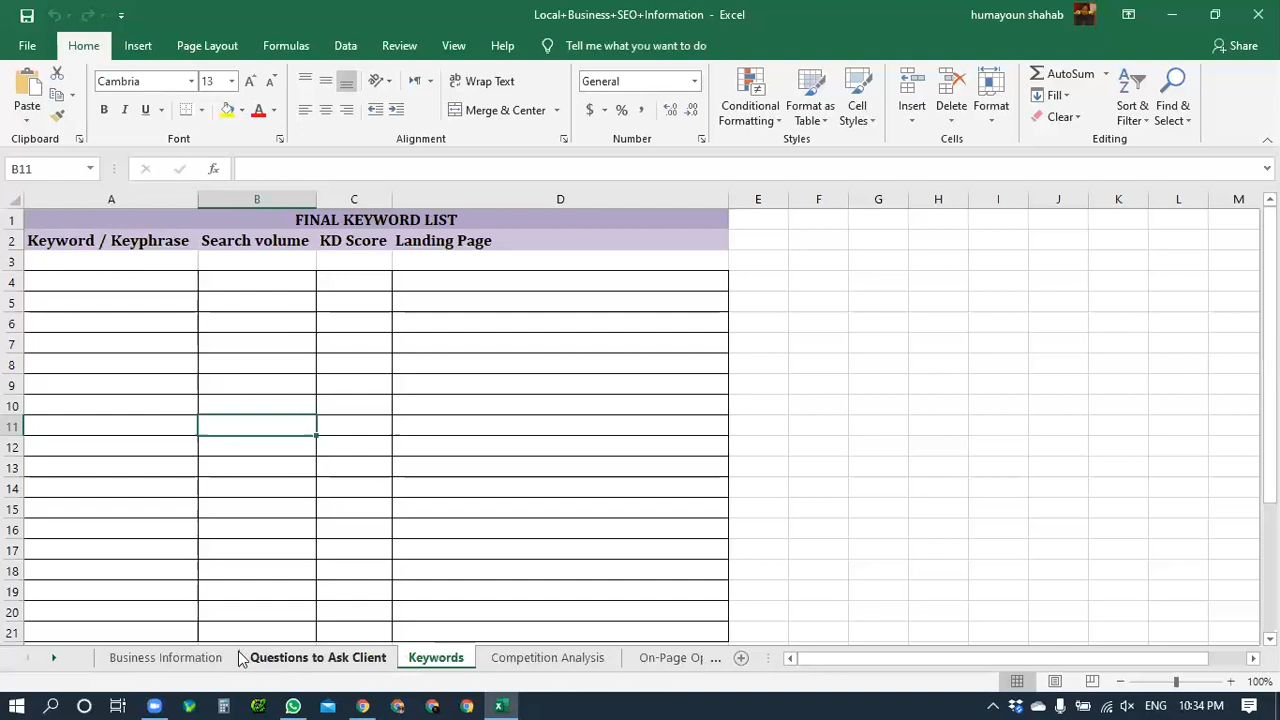 Local+Business+SEO+Information - Excel
humayoun shahab
File
Home
Insert
Page Layout
Formulas
Data
Review
View
Help
Tell me what you want to do
Share
Paste
Cambria
13
Wrap Text
General
Merge & Center
Conditional
Formatting
Format
Table
Cell
Styles
Insert
Delete
Format
AutoSum
Fill
Clear
Sort &
Filter
Find &
Select
Clipboard
Font
Alignment
Number
Styles
Cells
Editing
B11
A B C D E F G H I J K L M
1 FINAL KEYWORD LIST
2 Keyword / Keyphrase Search volume KD Score Landing Page
3
4
5
6
7
8
9
10
11
12
13
14
15
16
17
18
19
20
21
Business Information
Questions to Ask Client
Keywords
Competition Analysis
On-Page Op ...
100%
ENG
10:34 PM